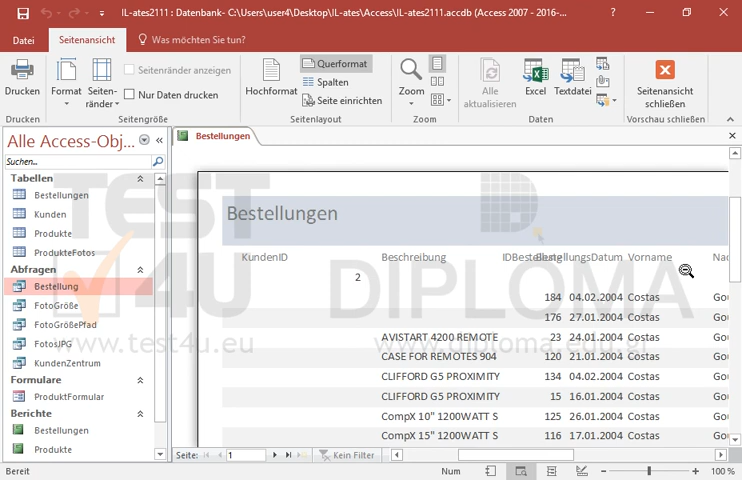 IL-ates2111 : Datenbank- C:\Users\user4\Desktop\IL-ates\Access\IL-ates2111.accdb (Access 2007 - 2016-...
Datei Seitenansicht Was möchten Sie tun?
Drucken
Format
Seiten-
ränder
Seitenränder anzeigen
Nur Daten drucken
Hochformat
Querformat
Spalten
Seite einrichten
Zoom
Alle
aktualisieren
Excel
Textdatei
Seitenansicht
schließen
Drucken Seitengröße Seitenlayout Zoom Daten Vorschau schließen
Alle Access-Obj...
Suchen...
Tabellen
Bestellungen
Kunden
Produkte
ProdukteFotos
Abfragen
Bestellung
FotoGröße
FotoGrößePfad
FotosJPG
KundenZentrum
Formulare
ProduktFormular
Berichte
Bestellungen
Produkte
Bestellungen
Bestellungen
KundenID Beschreibung IDBestellung BestellungsDatum Vorname
2
184 04.02.2004 Costas
176 27.01.2004 Costas
AVISTART 4200 REMOTE 23 24.01.2004 Costas
CASE FOR REMOTES 904 120 21.01.2004 Costas
CLIFFORD G5 PROXIMITY 134 04.02.2004 Costas
CLIFFORD G5 PROXIMITY 15 16.01.2004 Costas
CompX 10" 1200WATT S 125 26.01.2004 Costas
CompX 15" 1200WATT S 116 17.01.2004 Costas
TEST
4U DIPLOMA
www.test4u.eu www.diploma.edu.gr
Seite: 1 Kein Filter
Bereit Num 100 %